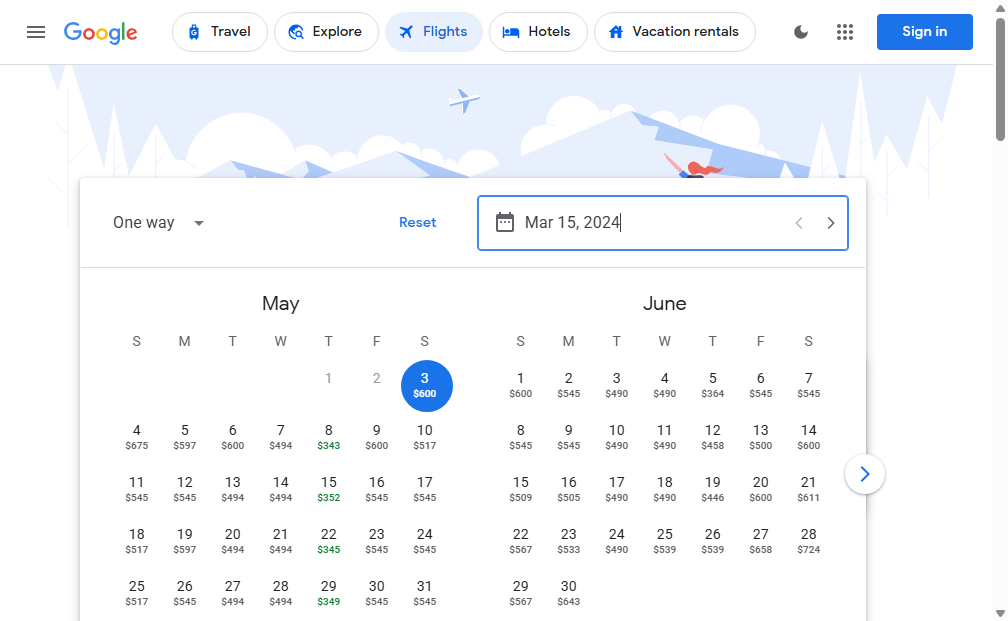 Google
Travel
Explore
Flights
Hotels
Vacation rentals
Sign in
One way
Reset
Mar 15, 2024
May
S M T W T F S
1 2 3
$600
4 5 6 7 8 9 10
$675 $597 $600 $494 $343 $600 $517
11 12 13 14 15 16 17
$545 $545 $494 $494 $352 $545 $545
18 19 20 21 22 23 24
$517 $597 $494 $494 $345 $545 $545
25 26 27 28 29 30 31
$517 $545 $494 $494 $349 $545 $545
June
S M T W T F S
1 2 3 4 5 6 7
$600 $545 $490 $490 $364 $545 $545
8 9 10 11 12 13 14
$545 $545 $490 $490 $458 $500 $600
15 16 17 18 19 20 21
$509 $505 $490 $490 $446 $600 $611
22 23 24 25 26 27 28
$567 $533 $490 $539 $539 $658 $724
29 30
$567 $643